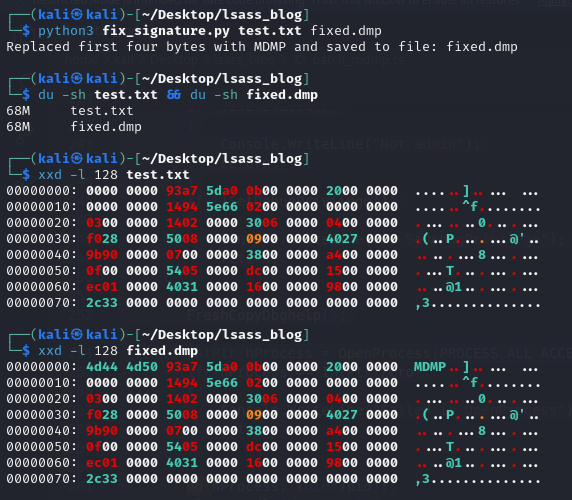 ┌──(kali㉿kali)-[~/Desktop/lsass_blog]
└─$ python3 fix_signature.py test.txt fixed.dmp
Replaced first four bytes with MDMP and saved to file: fixed.dmp
┌──(kali㉿kali)-[~/Desktop/lsass_blog]
└─$ du -sh test.txt && du -sh fixed.dmp
68M     test.txt
68M     fixed.dmp
┌──(kali㉿kali)-[~/Desktop/lsass_blog]
└─$ xxd -l 128 test.txt
00000000: 0000 0000 93a7 5da0 0b00 0000 2000 0000  ......]..... ...
00000010: 0000 0000 1494 5e66 0200 0000 0000 0000  ......^f........
00000020: 0300 0000 1402 0000 3006 0000 0400 0000  ........0.......
00000030: f028 0000 5008 0000 0900 0000 4027 0000  .(..P.......@'..
00000040: 9b90 0000 0700 0000 3800 0000 a400 0000  ........8.......
00000050: 0f00 0000 5405 0000 dc00 0000 1500 0000  ....T...........
00000060: ec01 0000 4031 0000 1600 0000 9800 0000  ....@1..........
00000070: 2c33 0000 0000 0000 0000 0000 0000 0000  ,3..............
┌──(kali㉿kali)-[~/Desktop/lsass_blog]
└─$ xxd -l 128 fixed.dmp
00000000: 4d44 4d50 93a7 5da0 0b00 0000 2000 0000  MDMP..]..... ...
00000010: 0000 0000 1494 5e66 0200 0000 0000 0000  ......^f........
00000020: 0300 0000 1402 0000 3006 0000 0400 0000  ........0.......
00000030: f028 0000 5008 0000 0900 0000 4027 0000  .(..P.......@'..
00000040: 9b90 0000 0700 0000 3800 0000 a400 0000  ........8.......
00000050: 0f00 0000 5405 0000 dc00 0000 1500 0000  ....T...........
00000060: ec01 0000 4031 0000 1600 0000 9800 0000  ....@1..........
00000070: 2c33 0000 0000 0000 0000 0000 0000 0000  ,3..............